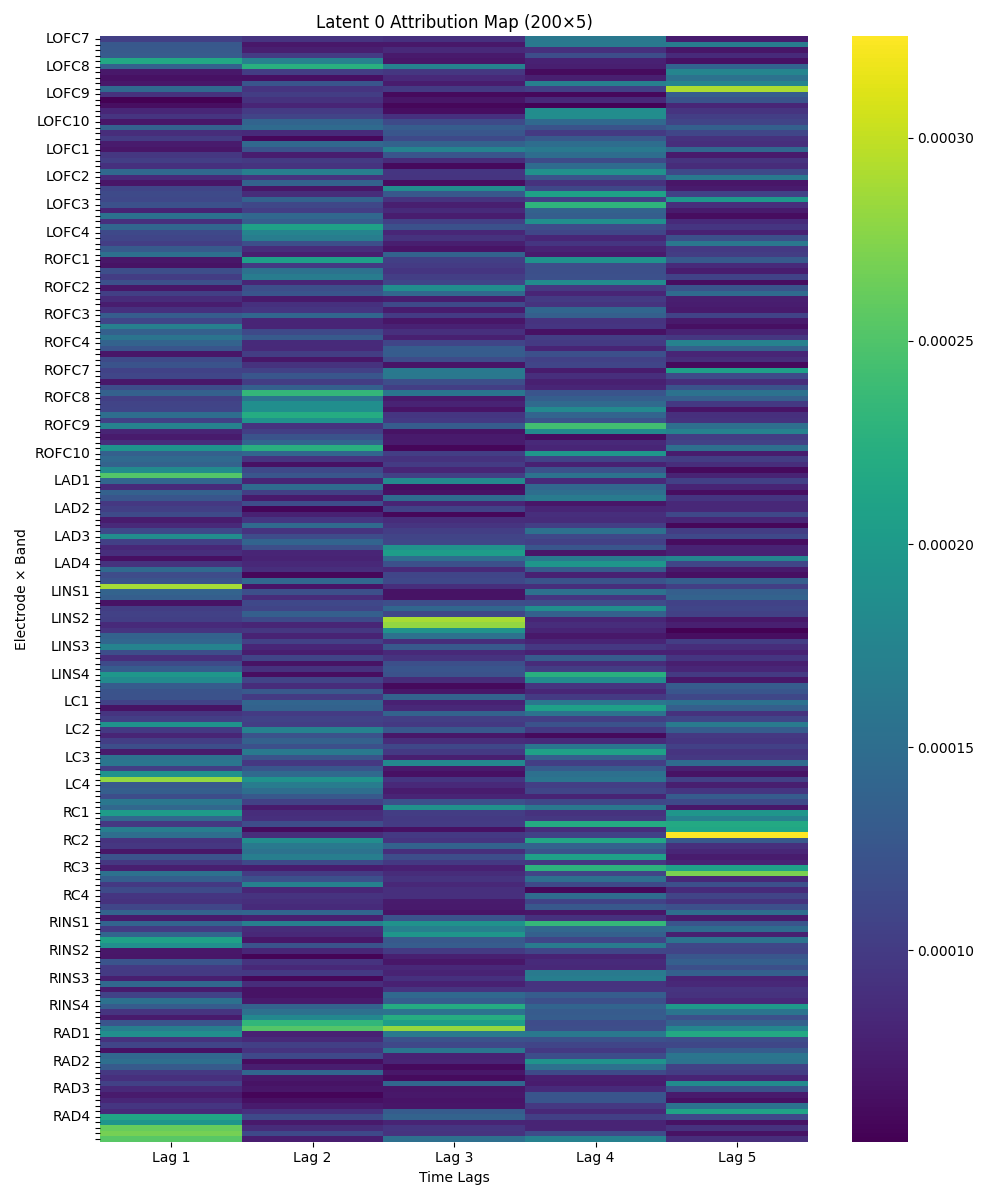 Latent 0 Attribution Map (200×5)
LOFC7
LOFC8
LOFC9
LOFC10
LOFC1
LOFC2
LOFC3
LOFC4
ROFC1
ROFC2
ROFC3
ROFC4
ROFC7
ROFC8
ROFC9
ROFC10
LAD1
LAD2
LAD3
LAD4
LINS1
LINS2
LINS3
LINS4
LC1
LC2
LC3
LC4
RC1
RC2
RC3
RC4
RINS1
RINS2
RINS3
RINS4
RAD1
RAD2
RAD3
RAD4
Electrode × Band
Lag 1 Lag 2 Lag 3 Lag 4 Lag 5
Time Lags
0.00030
0.00025
0.00020
0.00015
0.00010